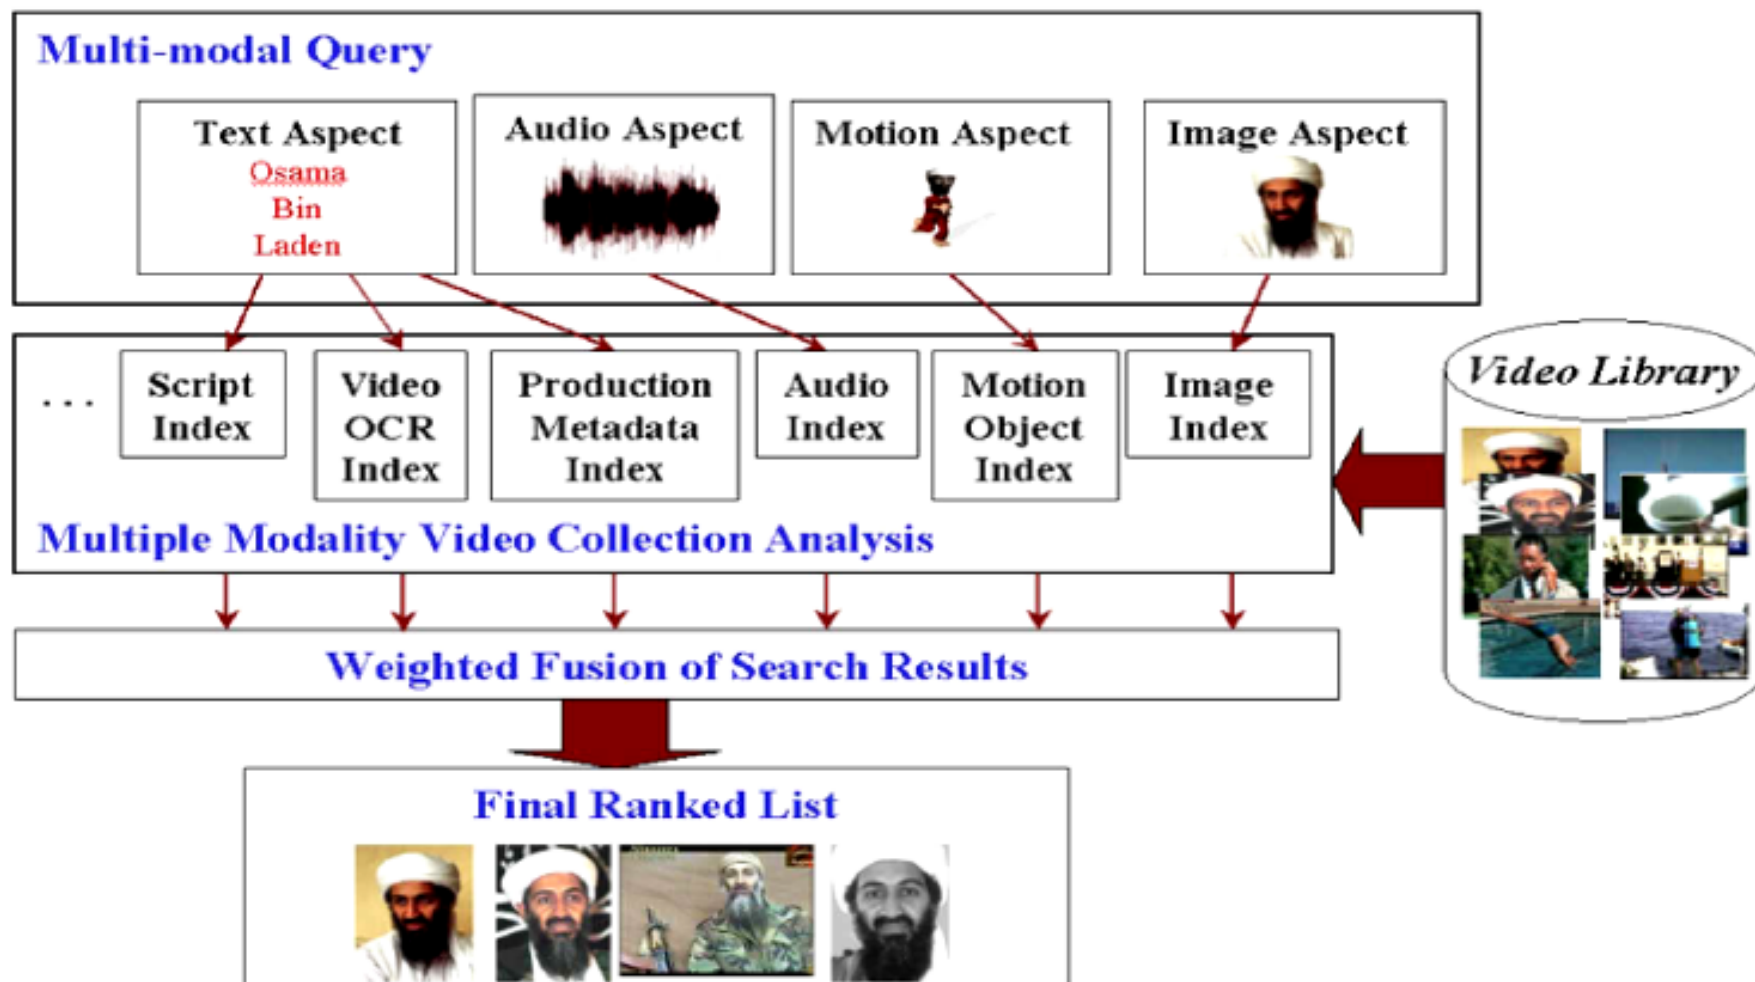 Multi-modal Query
Text Aspect
Osama
Bin
Laden
Audio Aspect
Motion Aspect
Image Aspect
. . .
Script
Index
Video
OCR
Index
Production
Metadata
Index
Audio
Index
Motion
Object
Index
Image
Index
Multiple Modality Video Collection Analysis
Video Library
Weighted Fusion of Search Results
Final Ranked List